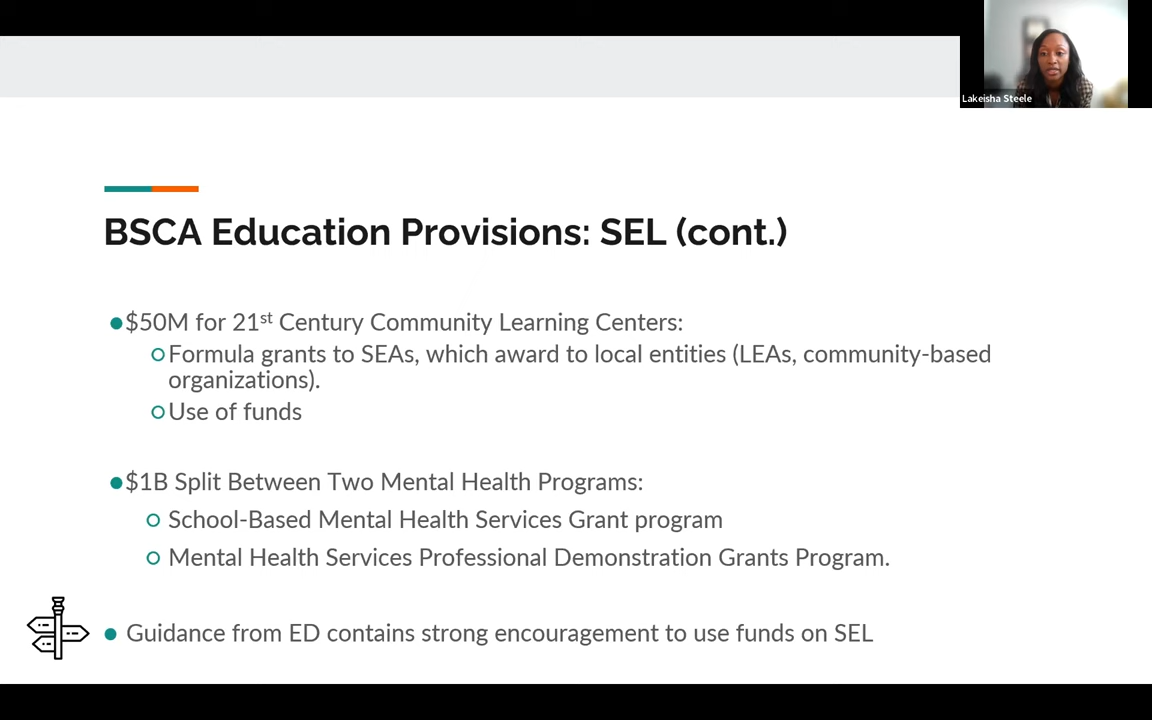 Lakeisha Steele
BSCA Education Provisions: SEL (cont.)
●$50M for 21st Century Community Learning Centers:
○Formula grants to SEAs, which award to local entities (LEAs, community-based
organizations).
○Use of funds
●$1B Split Between Two Mental Health Programs:
○ School-Based Mental Health Services Grant program
○ Mental Health Services Professional Demonstration Grants Program.
● Guidance from ED contains strong encouragement to use funds on SEL